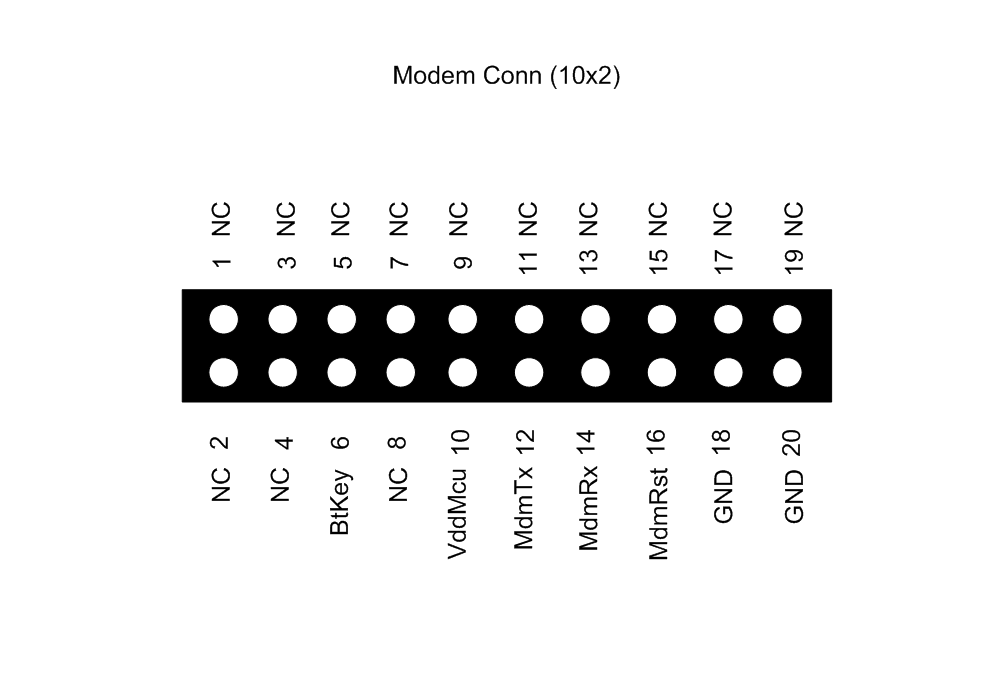 Modem Conn (10x2)
1 NC
3 NC
5 NC
7 NC
9 NC
11 NC
13 NC
15 NC
17 NC
19 NC
NC 2
NC 4
BtKey 6
NC 8
VddMcu 10
MdmTx 12
MdmRx 14
MdmRst 16
GND 18
GND 20